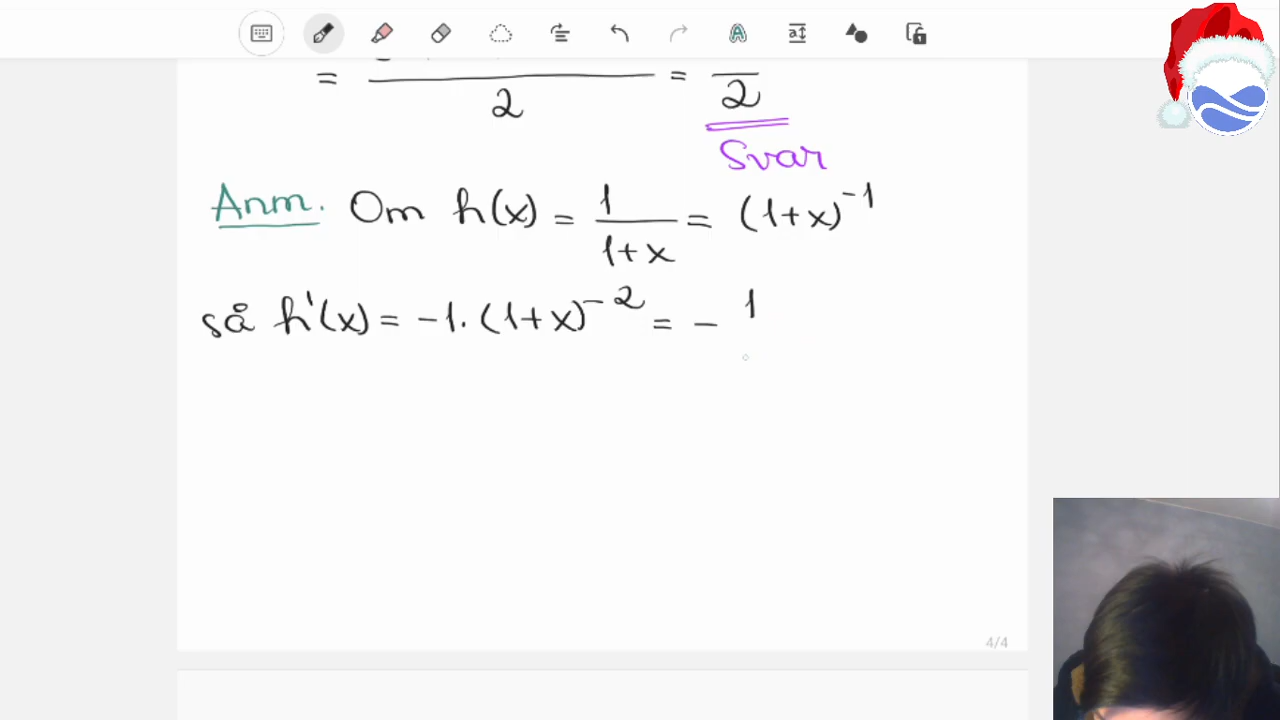 = 2 = 2
Svar
Anm. Om h(x) = 1/(1+x) = (1+x)^-1
så h'(x) = -1·(1+x)^-2 = - 1
4/4